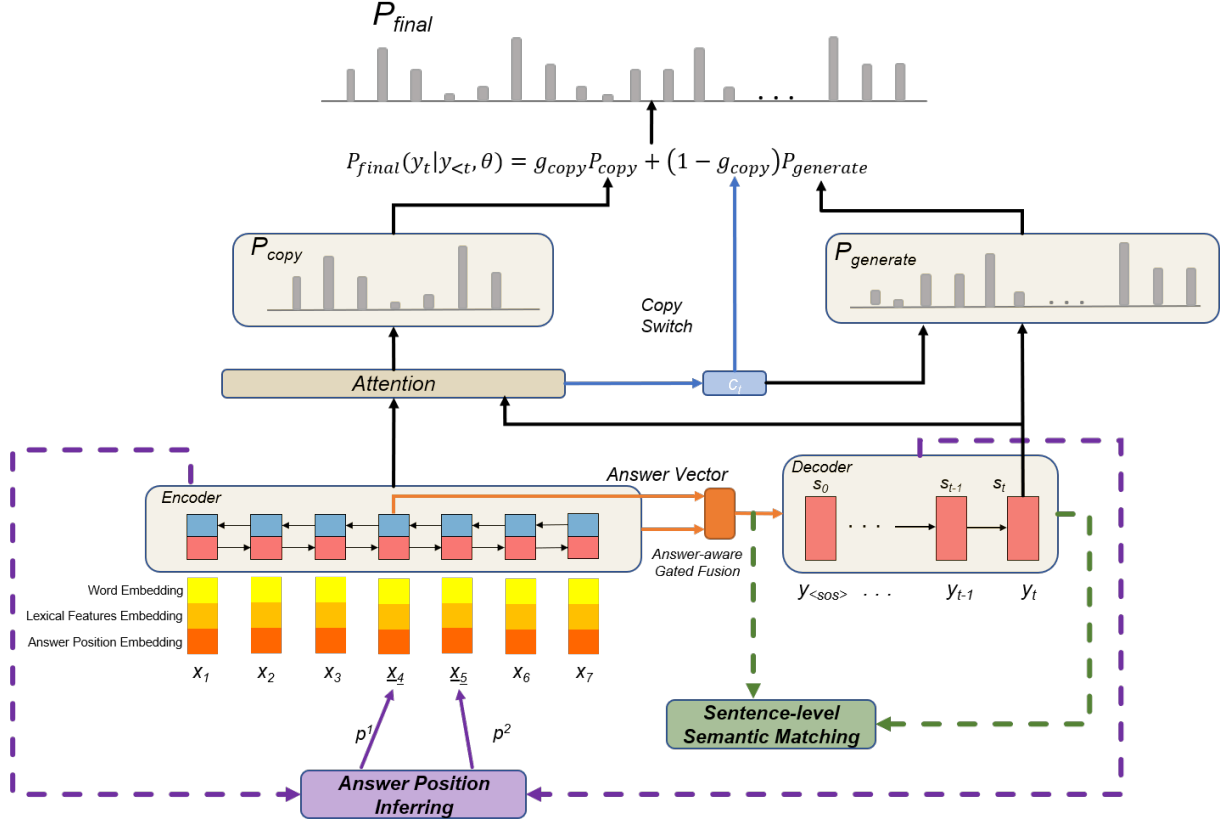 P_final
. . .
P_final(y_t|y_<t, θ) = g_copy P_copy + (1 − g_copy)P_generate
P_copy
P_generate
. . .
Copy
Switch
Attention
C_t
Answer Vector
Decoder
s_0 s_t-1 s_t
Encoder
. . .
Answer-aware
Gated Fusion
Word Embedding
Lexical Features Embedding
Answer Position Embedding
y_<sos> . . . y_t-1 y_t
x_1 x_2 x_3 x_4 x_5 x_6 x_7
Sentence-level
Semantic Matching
p^1 p^2
Answer Position
Inferring